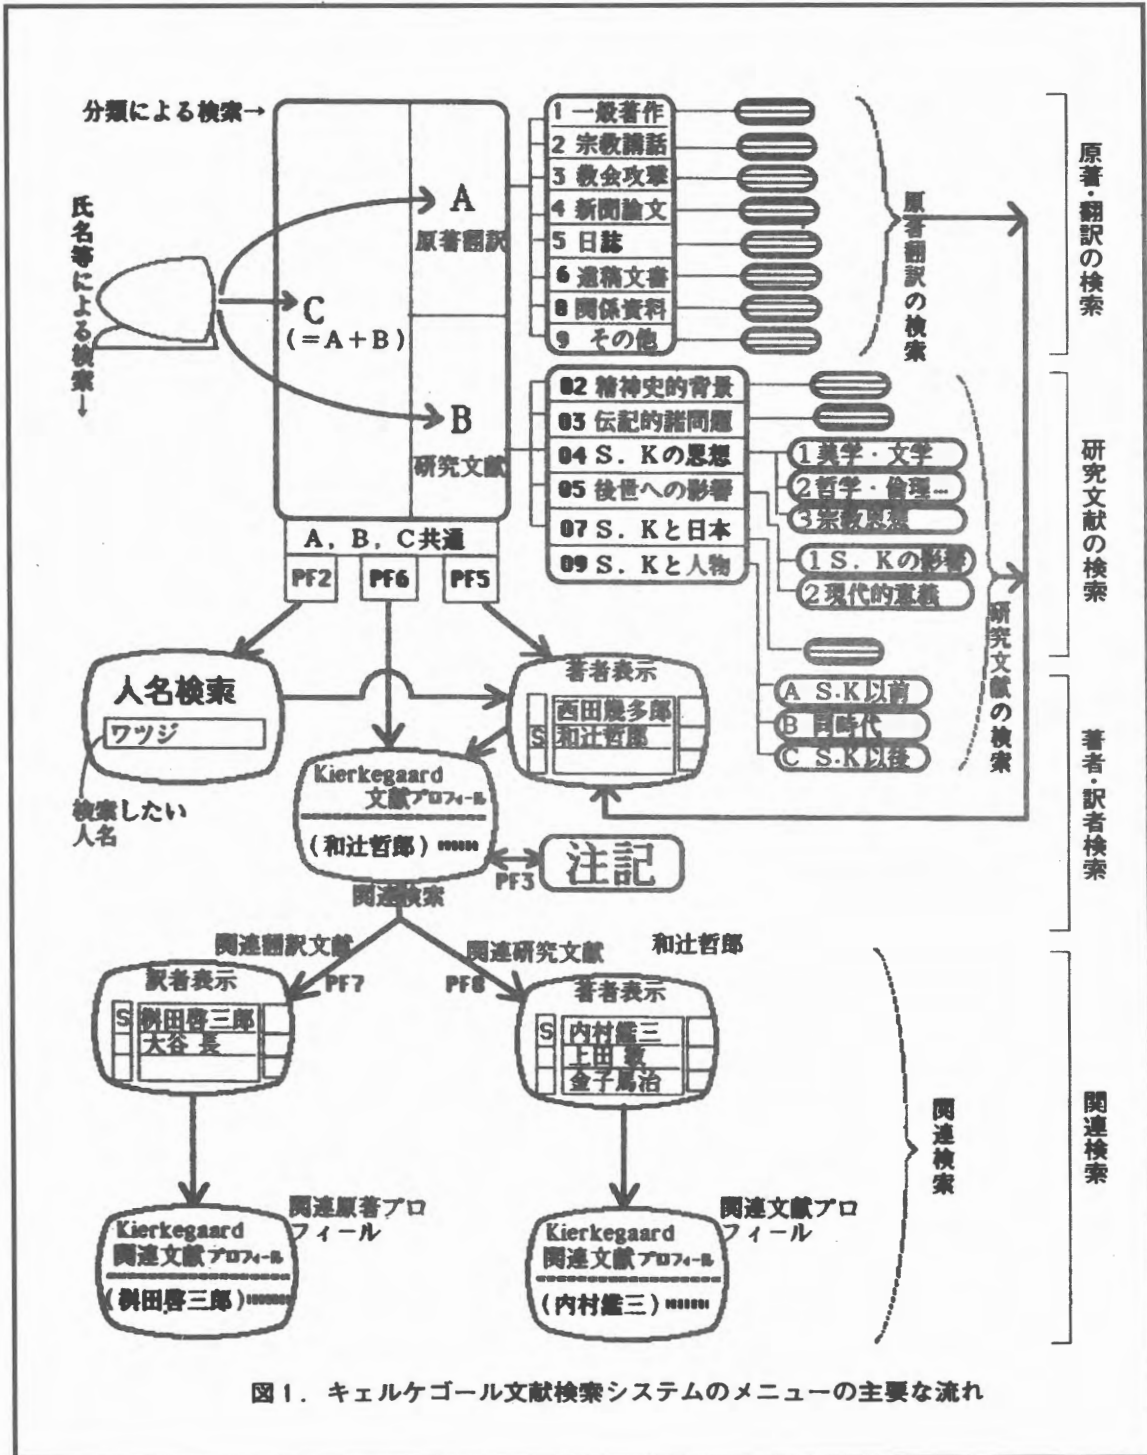 分類による検索→
氏名等による検索→
A
原著翻訳
C
(=A+B)
B
研究文献
A, B, C共通
PF2
PF6
PF5
1 一般著作
2 宗教講話
3 教会攻撃
4 新聞論文
5 日誌
6 遺稿文書
8 関係資料
9 その他
原著翻訳の検索
原著・翻訳の検索
02 精神史的背景
03 伝記的諸問題
04 S. Kの思想
05 後世への影響
07 S. Kと日本
09 S. Kと人物
1 美学・文学
2 哲学・倫理…
3 宗教思想
1 S. Kの影響
2 現代的意義
A S.K以前
B 同時代
C S.K以後
研究文献の検索
研究文献の検索
人名検索
ワツジ
検索したい
人名
著者表示
西田幾多郎
S 和辻哲郎
Kierkegaard
文献プロフィール
(和辻哲郎)……
PF3
注記
著者・訳者検索
関連検索
関連翻訳文献
PF7
関連研究文献
PF8
和辻哲郎
訳者表示
S 桝田啓三郎
大谷 長
著者表示
S 内村鑑三
上田 敏
金子馬治
関連検索
関連検索
関連原著プロ
フィール
Kierkegaard
関連文献プロフィール
(桝田啓三郎)……
関連文献プロ
フィール
Kierkegaard
関連文献プロフィール
(内村鑑三)……
図1. キェルケゴール文献検索システムのメニューの主要な流れ